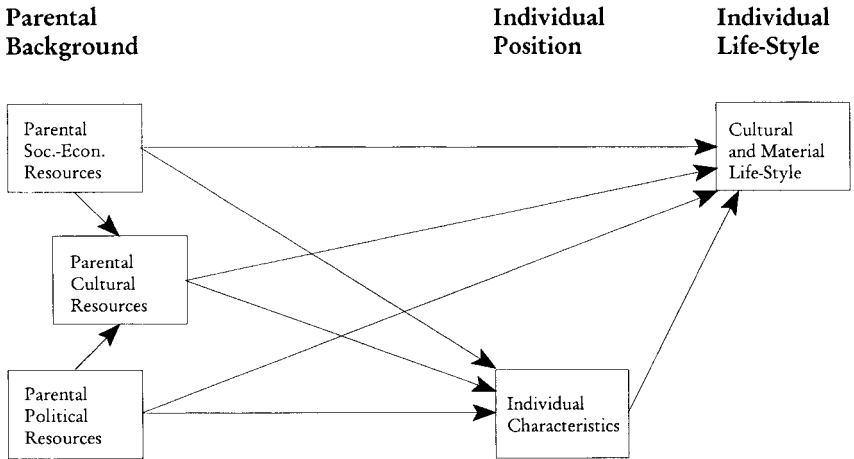 Parental
Background
Individual
Position
Individual
Life-Style
Parental
Soc.-Econ.
Resources
Cultural
and Material
Life-Style
Parental
Cultural
Resources
Parental
Political
Resources
Individual
Characteristics